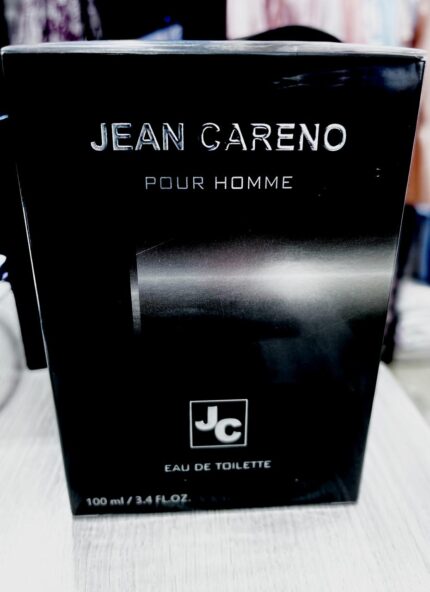 JEAN CARENO
POUR HOMME
JC
EAU DE TOILETTE
100 ml / 3.4 FL.OZ.